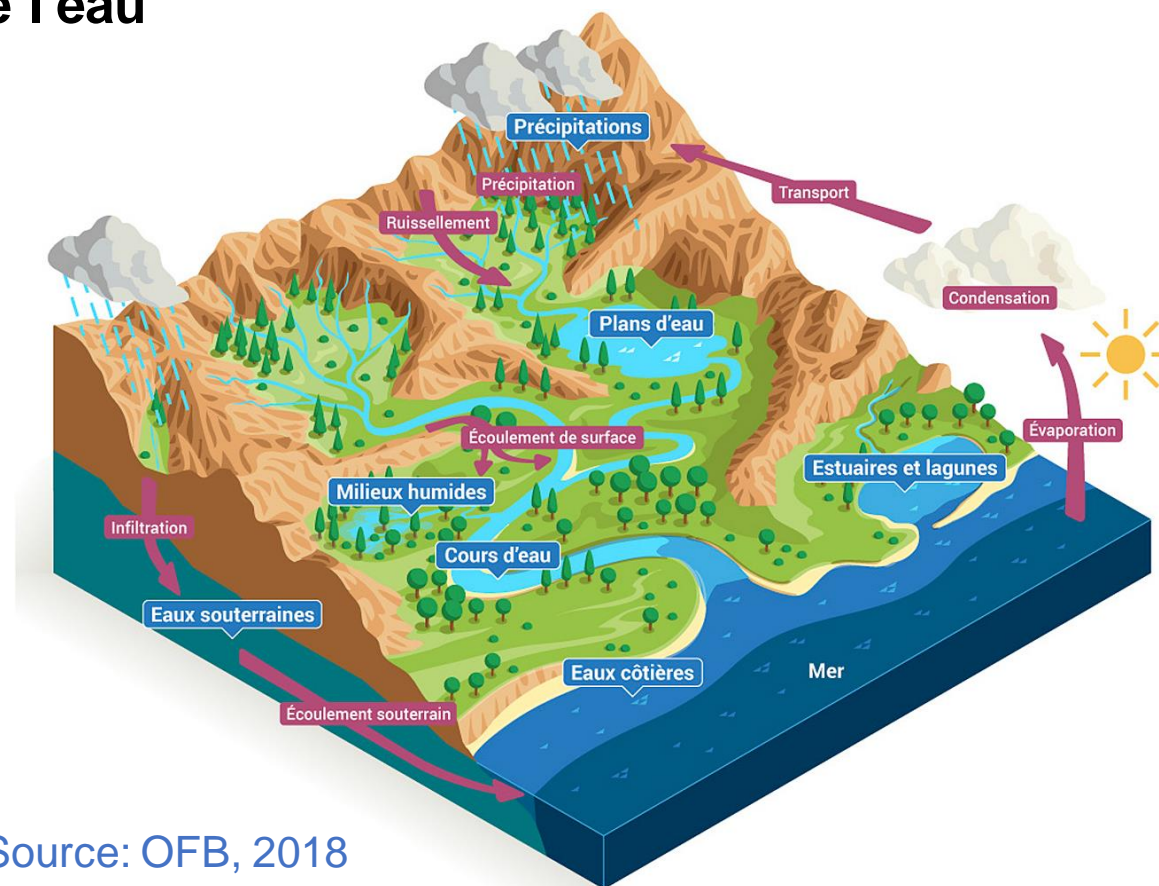 l'eau
Précipitations
Précipitation
Transport
Ruissellement
Condensation
Plans d'eau
Évaporation
Écoulement de surface
Estuaires et lagunes
Milieux humides
Infiltration
Cours d'eau
Eaux souterraines
Eaux côtières
Mer
Écoulement souterrain
Source: OFB, 2018